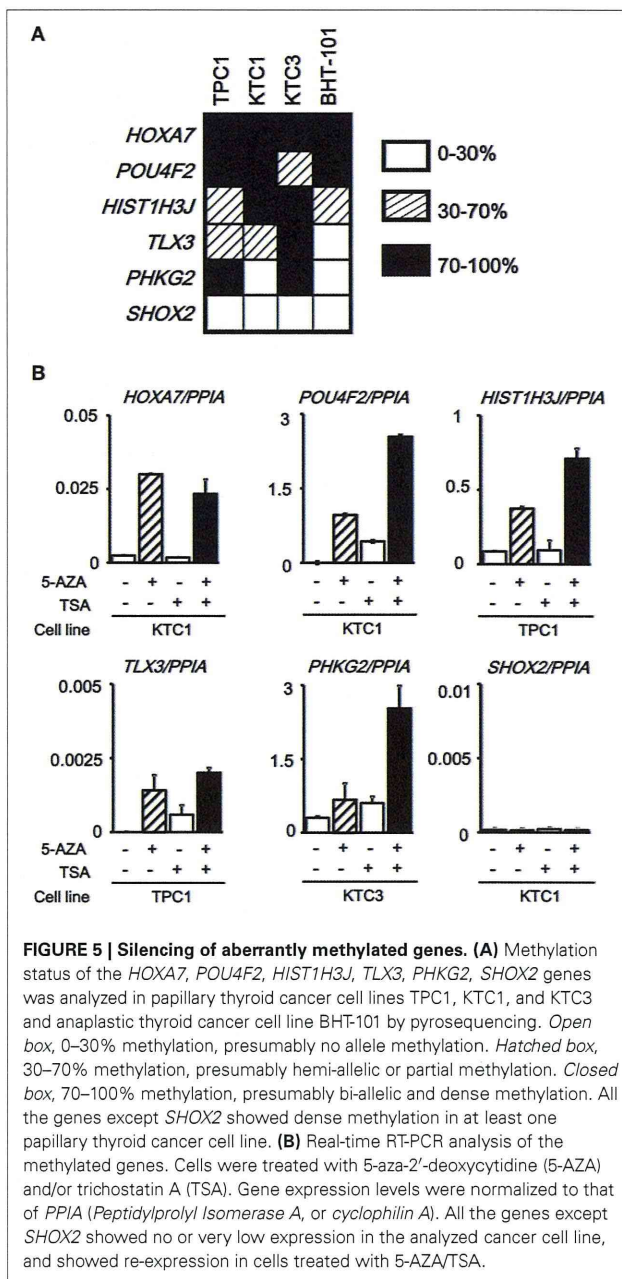 A
TPC1 KTC1 KTC3 BHT-101
HOXA7
POU4F2
HIST1H3J
TLX3
PHKG2
SHOX2
0-30%
30-70%
70-100%
B
HOXA7/PPIA POU4F2/PPIA HIST1H3J/PPIA
0.05 3 1
0.025 1.5 0.5
0 0 0
5-AZA - + - + - + - + - + - +
TSA - - + + - - + + - - + +
Cell line KTC1 KTC1 TPC1
TLX3/PPIA PHKG2/PPIA SHOX2/PPIA
0.005 3 0.01
0.0025 1.5 0.005
0 0 0
5-AZA - + - + - + - + - + - +
TSA - - + + - - + + - - + +
Cell line TPC1 KTC3 KTC1
FIGURE 5 | Silencing of aberrantly methylated genes. (A) Methylation
status of the HOXA7, POU4F2, HIST1H3J, TLX3, PHKG2, SHOX2 genes
was analyzed in papillary thyroid cancer cell lines TPC1, KTC1, and KTC3
and anaplastic thyroid cancer cell line BHT-101 by pyrosequencing. Open
box, 0–30% methylation, presumably no allele methylation. Hatched box,
30–70% methylation, presumably hemi-allelic or partial methylation. Closed
box, 70–100% methylation, presumably bi-allelic and dense methylation. All
the genes except SHOX2 showed dense methylation in at least one
papillary thyroid cancer cell line. (B) Real-time RT-PCR analysis of the
methylated genes. Cells were treated with 5-aza-2′-deoxycytidine (5-AZA)
and/or trichostatin A (TSA). Gene expression levels were normalized to that
of PPIA (Peptidylprolyl Isomerase A, or cyclophilin A). All the genes except
SHOX2 showed no or very low expression in the analyzed cancer cell line,
and showed re-expression in cells treated with 5-AZA/TSA.